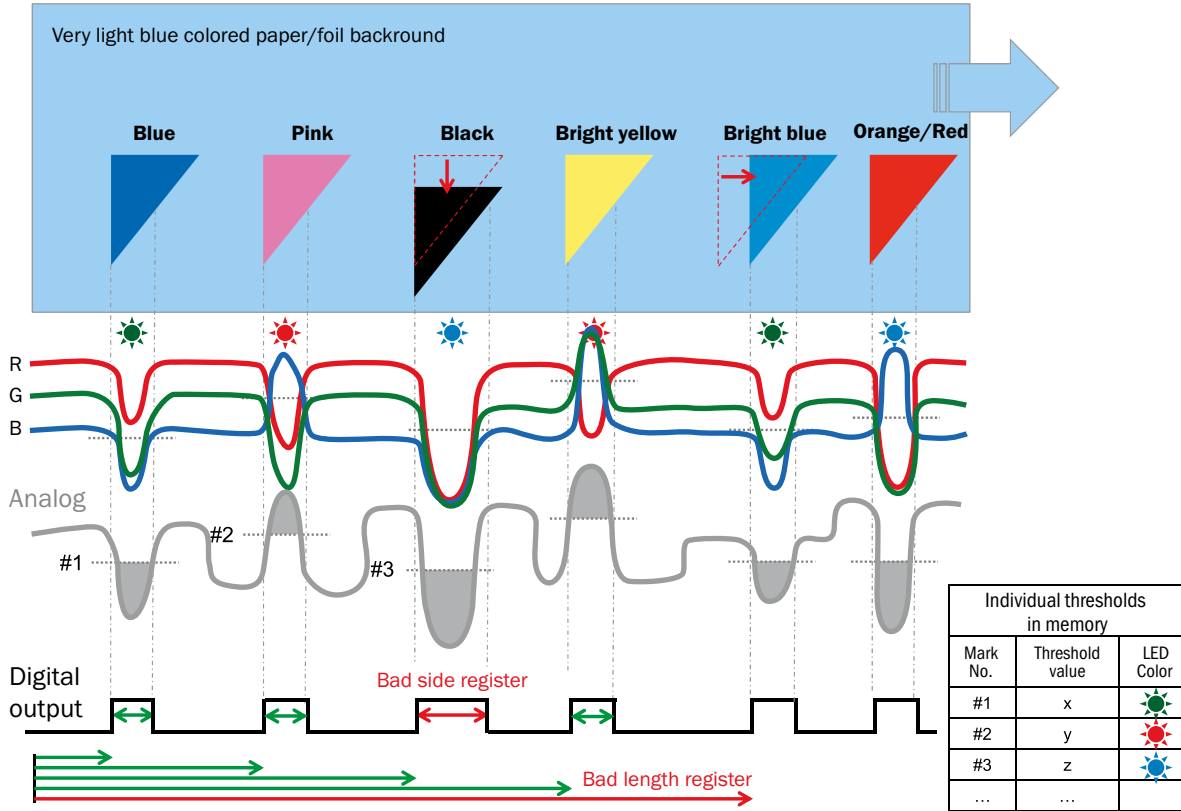 Very light blue colored paper/foil backround
Blue
Pink
Black
Bright yellow
Bright blue
Orange/Red
R
G
B
Analog
#1
#2
#3
Digital
output
Bad side register
Bad length register
Individual thresholds
in memory
Mark
No.
Threshold
value
LED
Color
#1 x
#2 y
#3 z
... ...